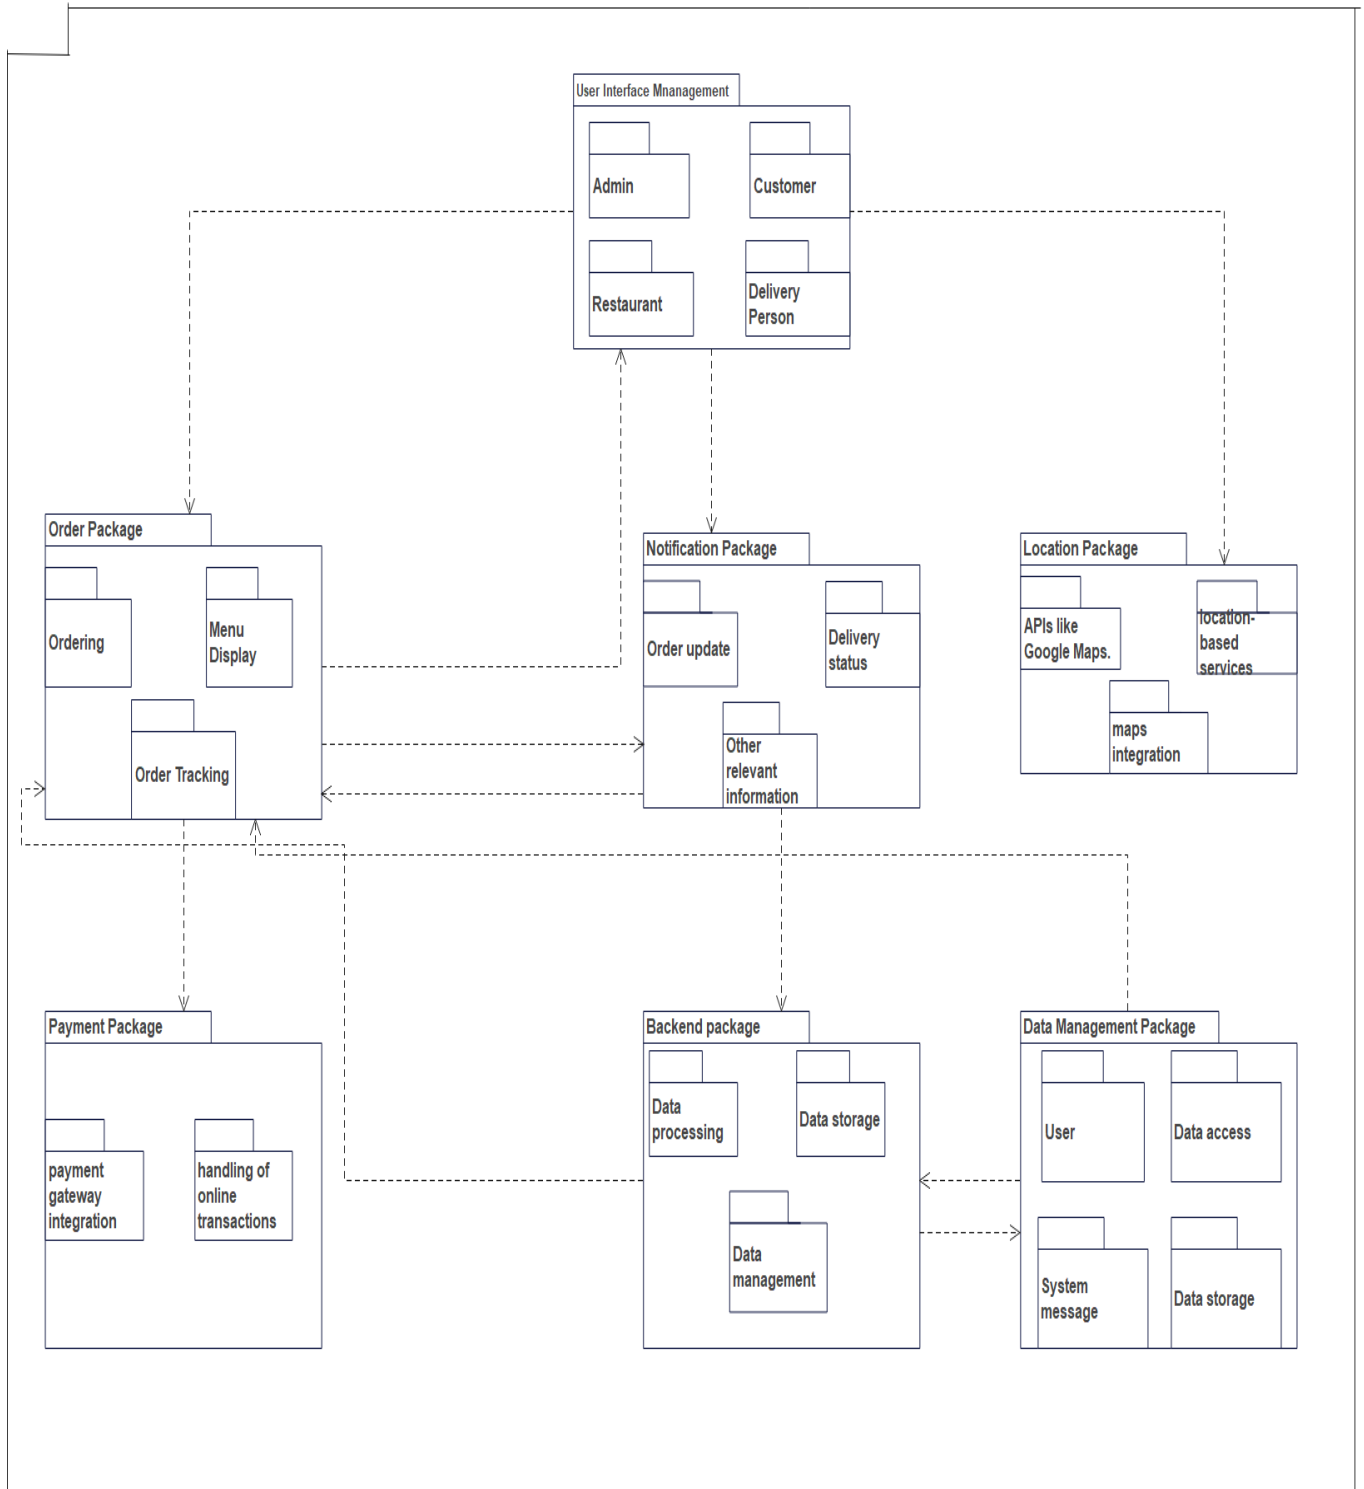 User Interface Mnanagement
Admin
Customer
Restaurant
Delivery
Person
Order Package
Ordering
Menu
Display
Order Tracking
Notification Package
Order update
Delivery
status
Other
relevant
information
Location Package
APIs like
Google Maps.
location-
based
services
maps
integration
Payment Package
payment
gateway
integration
handling of
online
transactions
Backend package
Data
processing
Data storage
Data
management
Data Management Package
User
Data access
System
message
Data storage